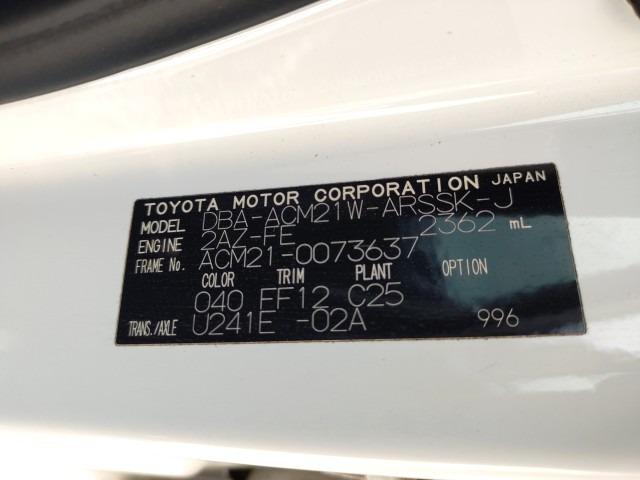 TOYOTA MOTOR CORPORATION JAPAN
MODEL DBA-ACM21W-ARSSK-J
ENGINE 2AZ-FE 2362 mL
FRAME No. ACM21-0073637
COLOR TRIM PLANT OPTION
040 FF12 C25
TRANS./AXLE U241E -02A 996